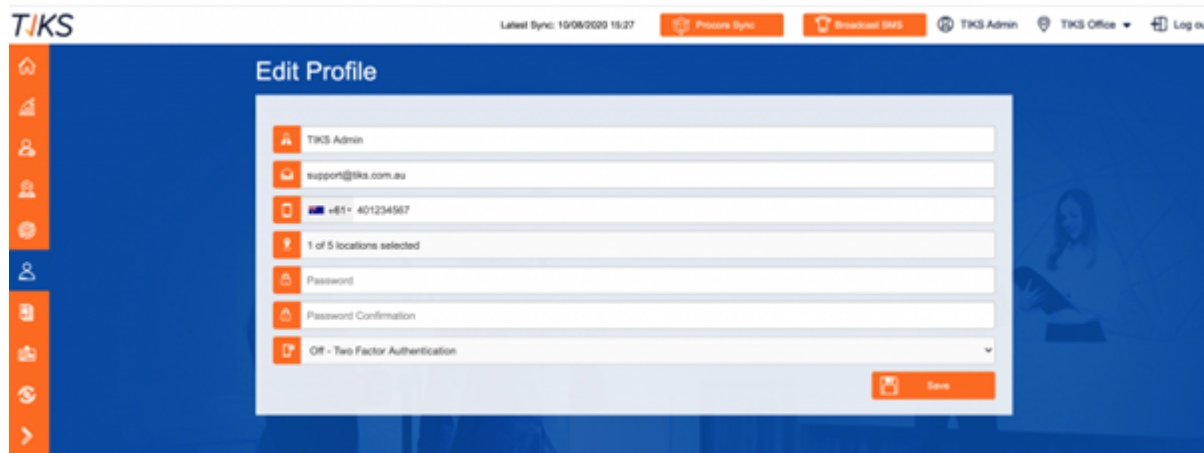 TIKS
Latest Sync: 10/08/2020 15:27
Procore Sync
Broadcast SMS
TIKS Admin
TIKS Office
Log ou
Edit Profile
TIKS Admin
support@tiks.com.au
+61 401234567
1 of 5 locations selected
Password
Password Confirmation
Off - Two Factor Authentication
Save